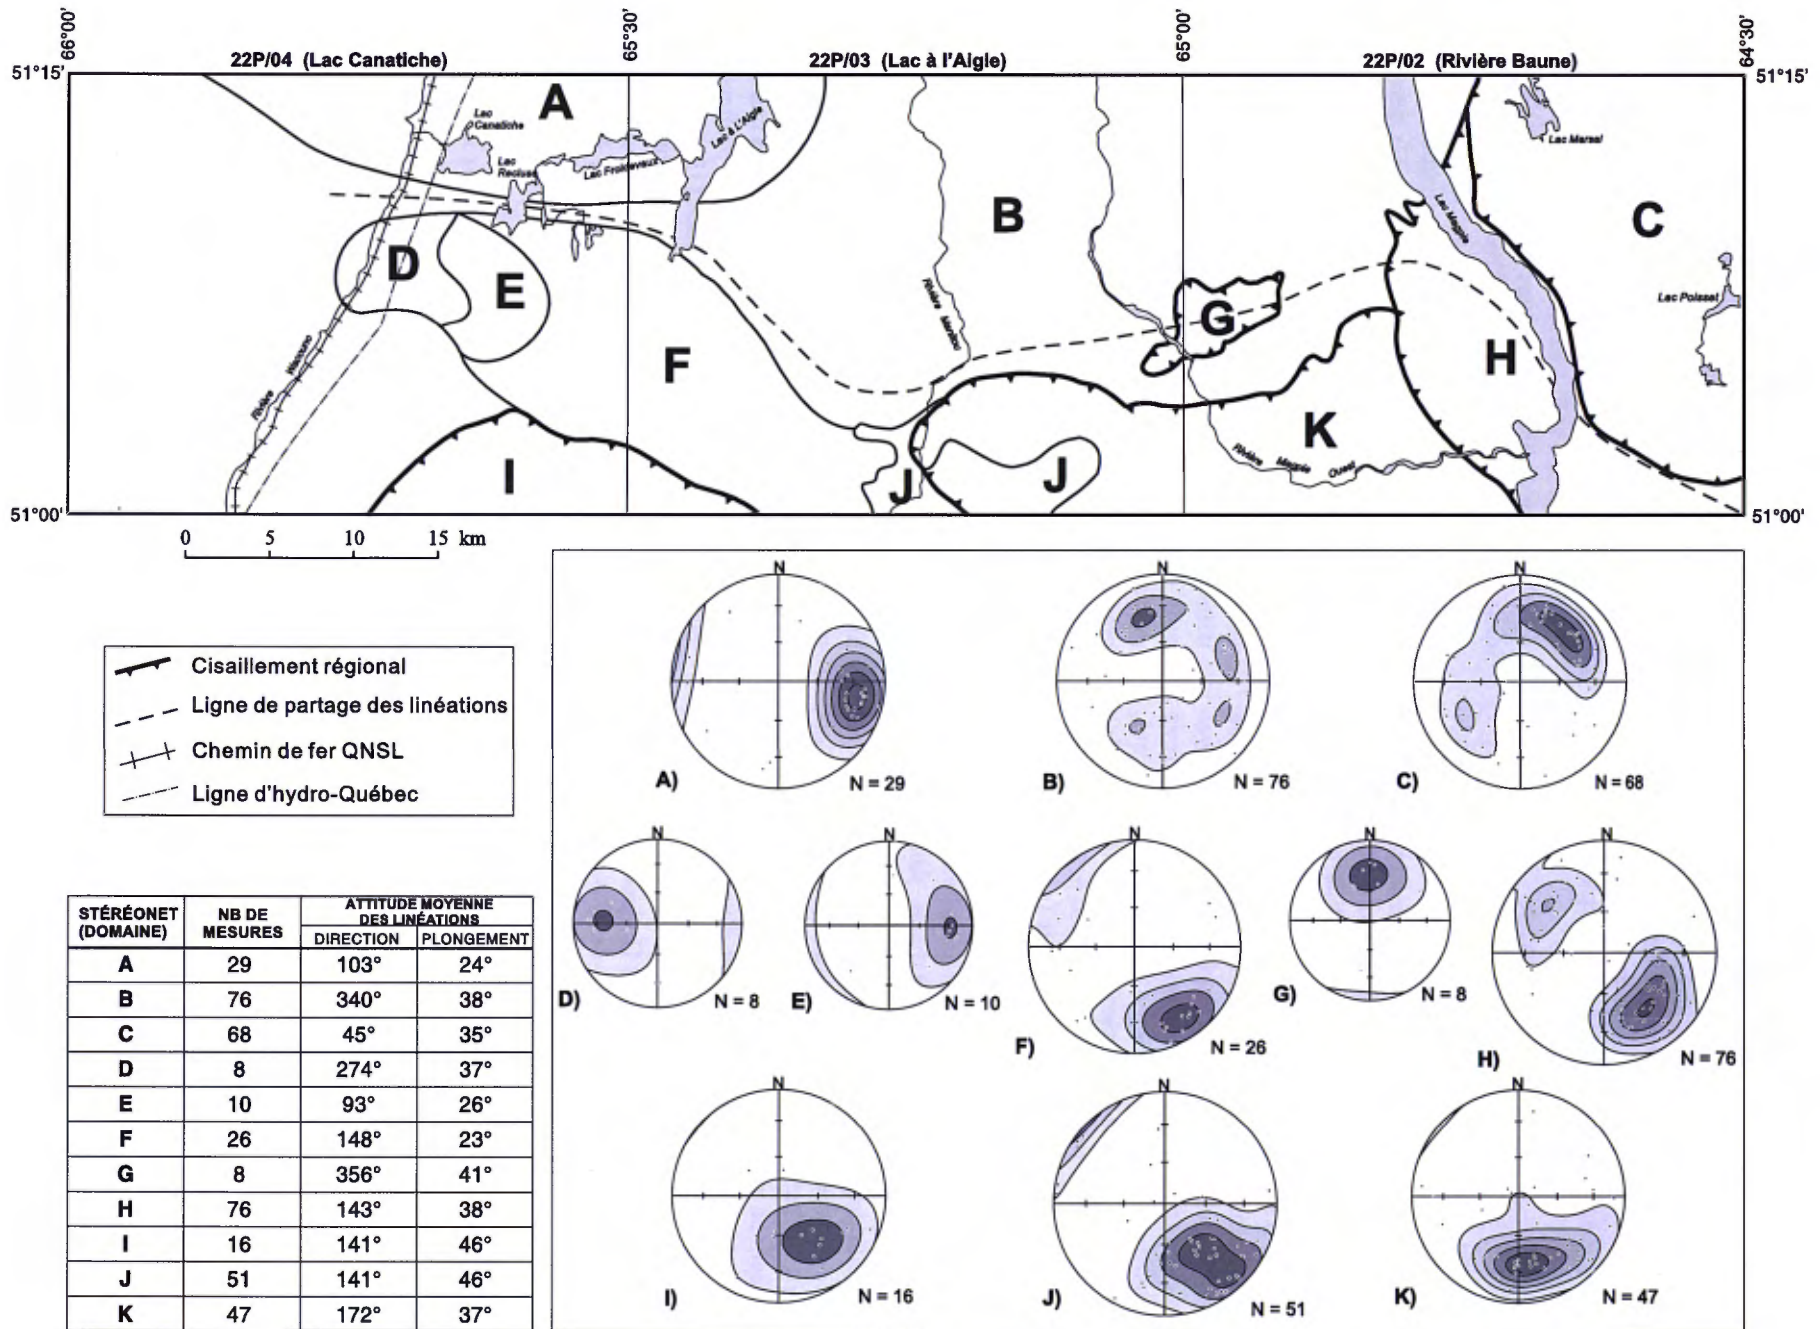 66°00'
65°30'
65°00'
64°30'
22P/04 (Lac Canatiche)
22P/03 (Lac à l'Aigle)
22P/02 (Rivière Baune)
51°15'
51°15'
A
Lac
Canatiche
Lac
Recluse
Lac Froidevaux
Lac à L'Aigle
B
Lac Marsal
C
Lac Magpie
D
E
Rivière Manitou
G
Lac Poisset
Rivière Wacouno
F
H
K
I
J
J
Rivière Magpie Ouest
51°00'
51°00'
0 5 10 15 km
Cisaillement régional
Ligne de partage des linéations
Chemin de fer QNSL
Ligne d'hydro-Québec
STÉRÉONET
(DOMAINE)
NB DE
MESURES
ATTITUDE MOYENNE
DES LINÉATIONS
DIRECTION PLONGEMENT
A 29 103° 24°
B 76 340° 38°
C 68 45° 35°
D 8 274° 37°
E 10 93° 26°
F 26 148° 23°
G 8 356° 41°
H 76 143° 38°
I 16 141° 46°
J 51 141° 46°
K 47 172° 37°
N
A) N = 29
N
B) N = 76
N
C) N = 68
N
D) N = 8
N
E) N = 10
N
F) N = 26
N
G) N = 8
N
H) N = 76
N
I) N = 16
N
J) N = 51
N
K) N = 47